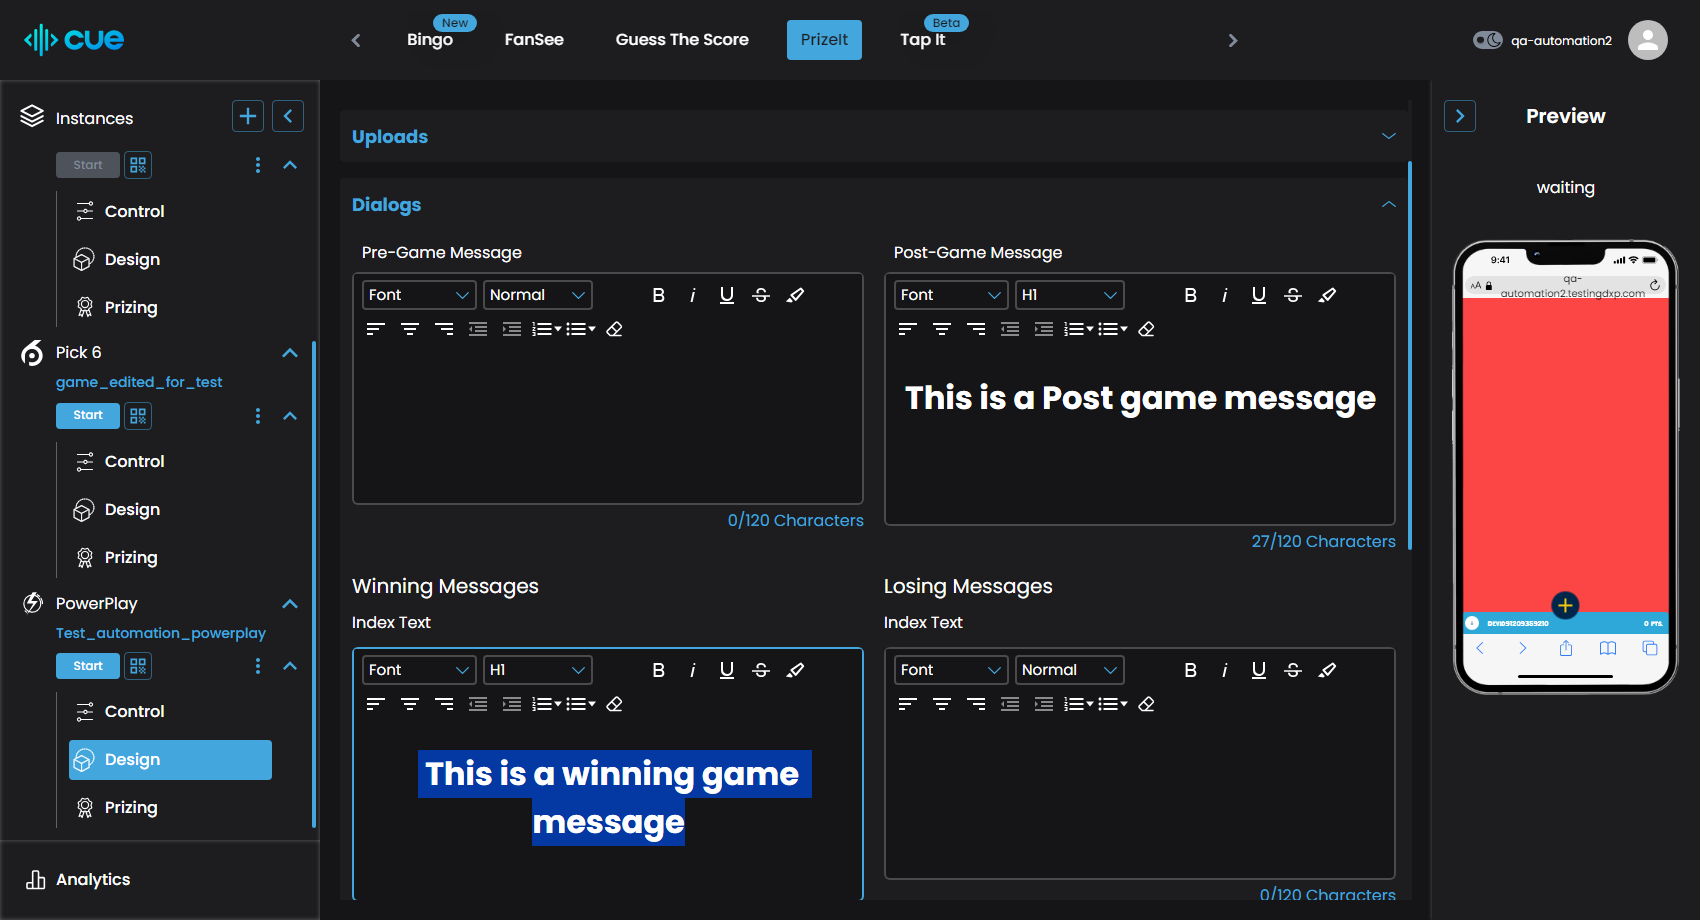 cue
Bingo
New
FanSee
Guess The Score
PrizeIt
Tap It
Beta
qa-automation2
Instances
Start
Control
Design
Prizing
Pick 6
game_edited_for_test
Start
Control
Design
Prizing
PowerPlay
Test_automation_powerplay
Start
Control
Design
Prizing
Analytics
Uploads
Dialogs
Pre-Game Message
Font
Normal
B i U S
0/120 Characters
Post-Game Message
Font
H1
B i U S
This is a Post game message
27/120 Characters
Winning Messages
Index Text
Font
H1
B i U S
This is a winning game
message
Losing Messages
Index Text
Font
Normal
B i U S
0/120 Characters
Preview
waiting
9:41
AA
qa-
automation2.testingdxp.com
0 PTS.